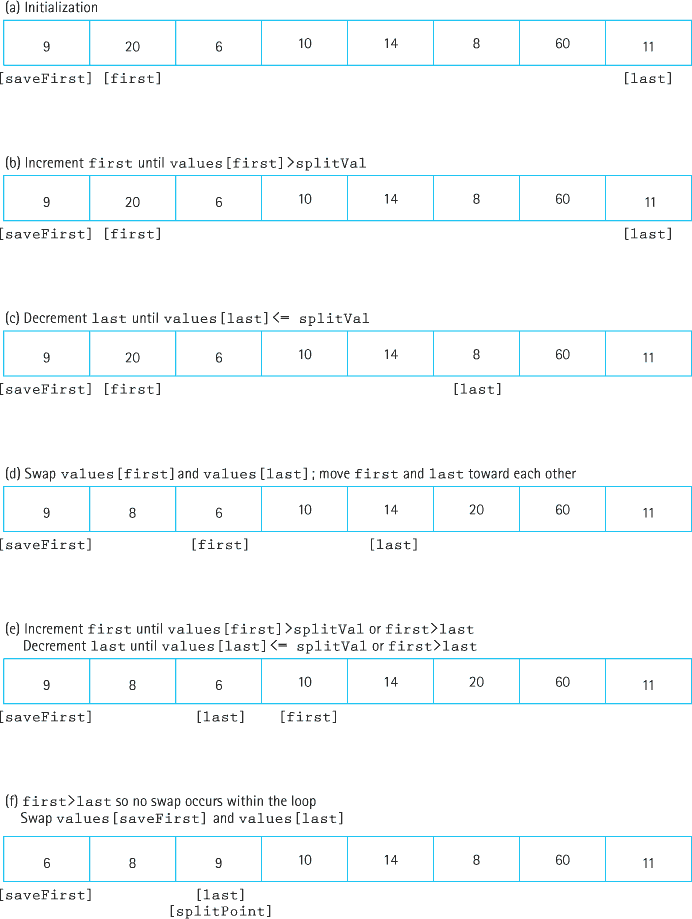 (a) Initialization
9 20 6 10 14 8 60 11
[saveFirst] [first] [last]
(b) Increment first until values[first]>splitVal
9 20 6 10 14 8 60 11
[saveFirst] [first] [last]
(c) Decrement last until values[last]<= splitVal
9 20 6 10 14 8 60 11
[saveFirst] [first] [last]
(d) Swap values[first] and values[last]; move first and last toward each other
9 8 6 10 14 20 60 11
[saveFirst] [first] [last]
(e) Increment first until values[first]>splitVal or first>last
Decrement last until values[last]<= splitVal or first>last
9 8 6 10 14 20 60 11
[saveFirst] [last] [first]
(f) first>last so no swap occurs within the loop
Swap values[saveFirst] and values[last]
6 8 9 10 14 8 60 11
[saveFirst] [last]
[splitPoint]